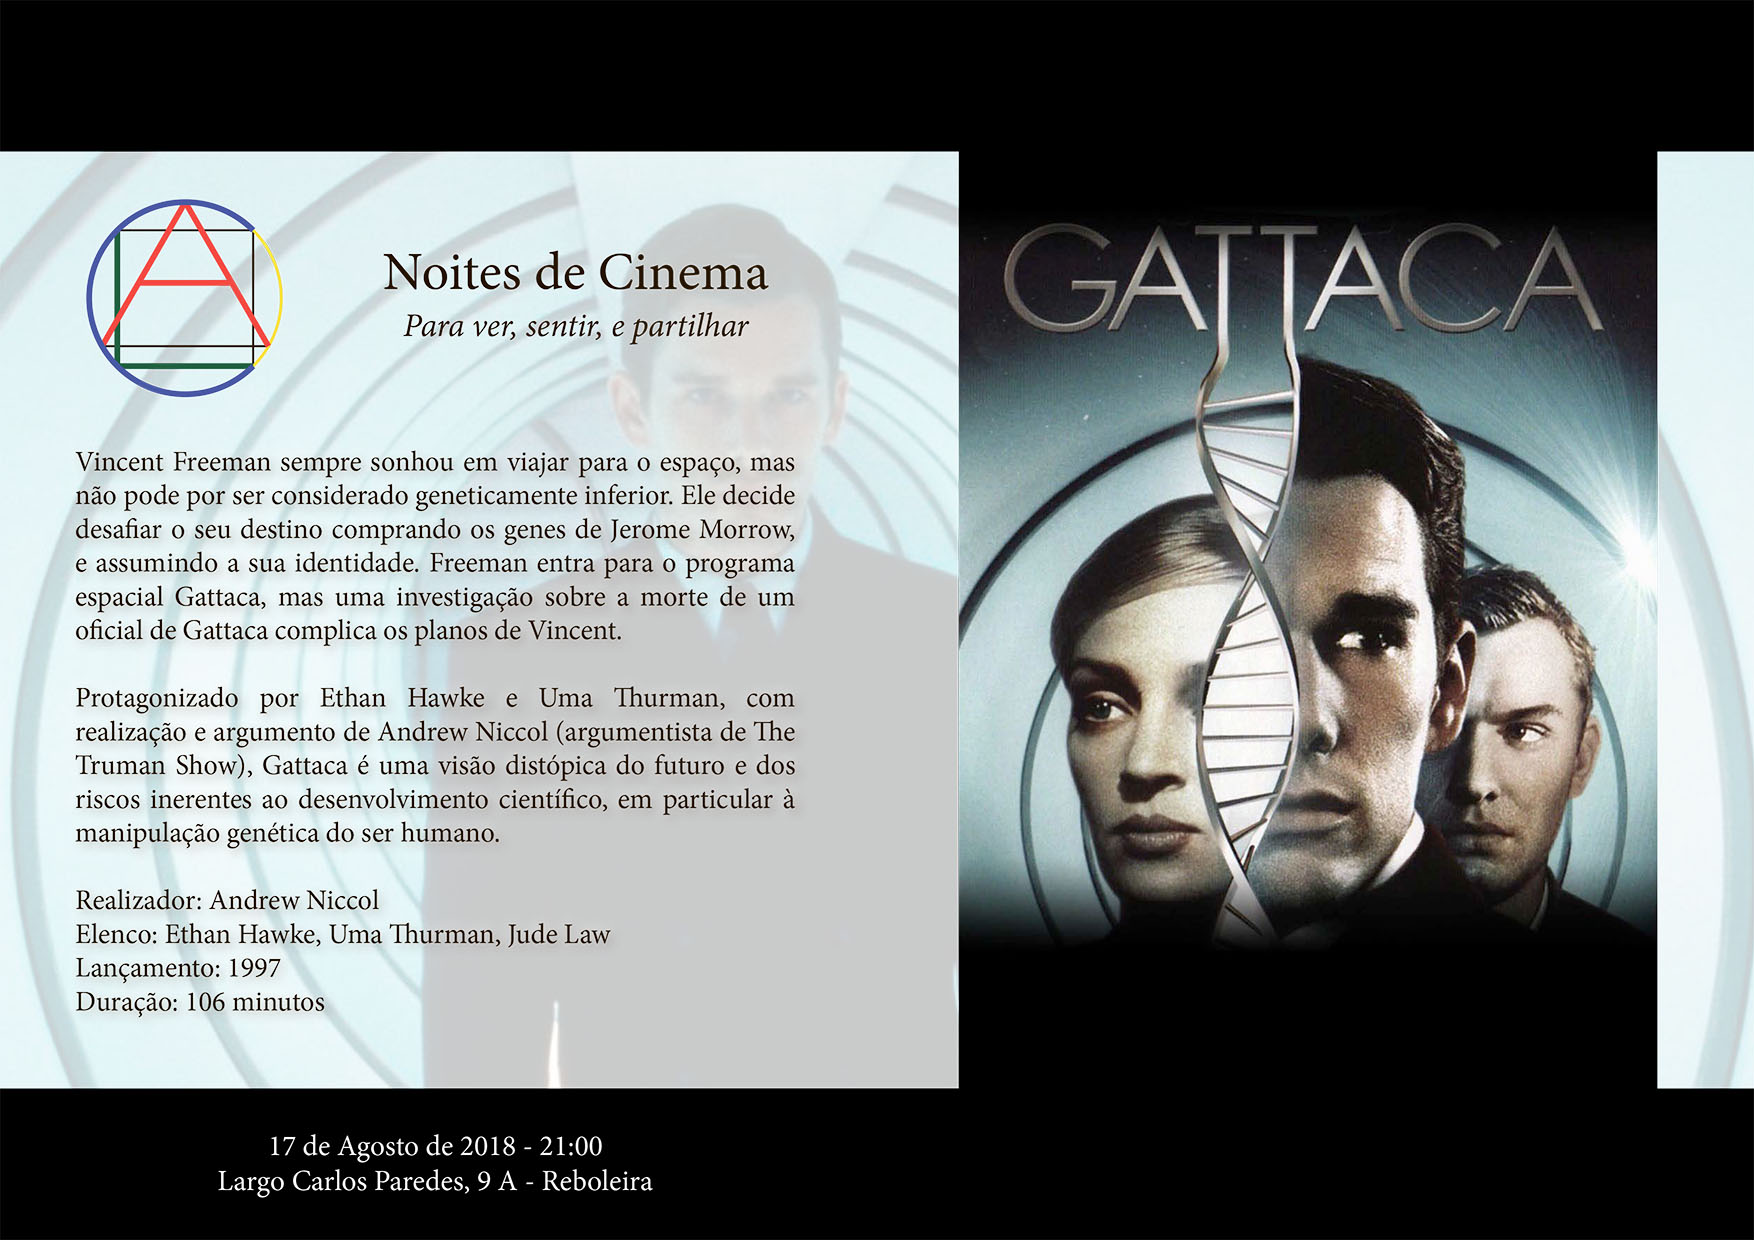 Noites de Cinema
Para ver, sentir, e partilhar
Vincent Freeman sempre sonhou em viajar para o espaço, mas
não pode por ser considerado geneticamente inferior. Ele decide
desafiar o seu destino comprando os genes de Jerome Morrow,
e assumindo a sua identidade. Freeman entra para o programa
espacial Gattaca, mas uma investigação sobre a morte de um
oficial de Gattaca complica os planos de Vincent.
Protagonizado por Ethan Hawke e Uma Thurman, com
realização e argumento de Andrew Niccol (argumentista de The
Truman Show), Gattaca é uma visão distópica do futuro e dos
riscos inerentes ao desenvolvimento científico, em particular à
manipulação genética do ser humano.
Realizador: Andrew Niccol
Elenco: Ethan Hawke, Uma Thurman, Jude Law
Lançamento: 1997
Duração: 106 minutos
17 de Agosto de 2018 - 21:00
Largo Carlos Paredes, 9 A - Reboleira
GATTACA